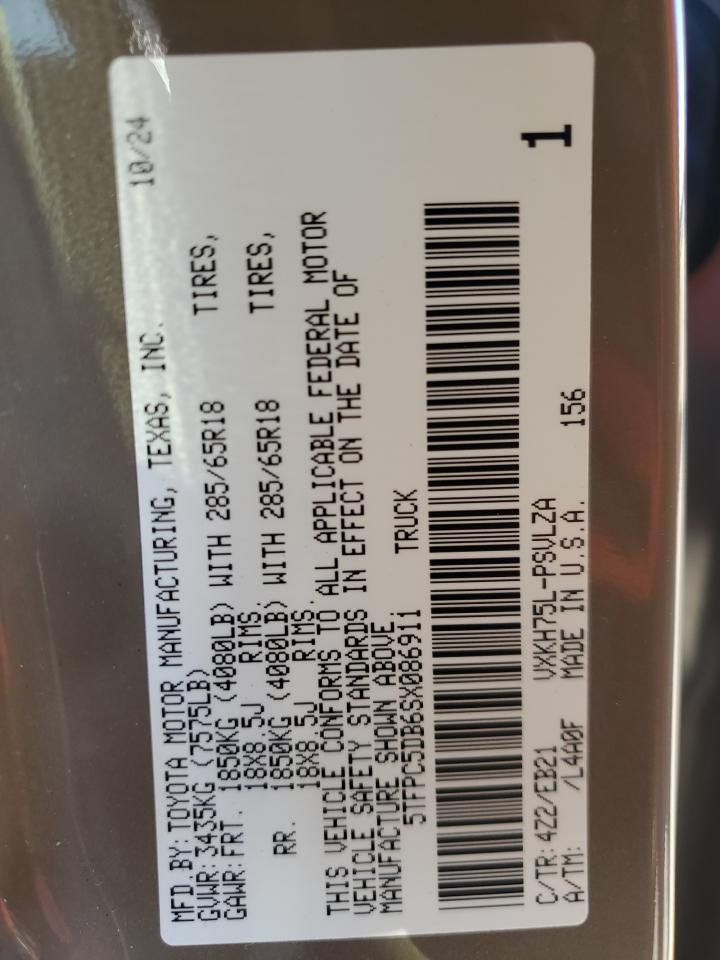 MFD.BY: TOYOTA MOTOR MANUFACTURING, TEXAS, INC. 10/24
GVWR: 3435KG (7575LB)
GAWR: FRT. 1850KG (4080LB) WITH 285/65R18 TIRES,
18X8.5J RIMS,
RR. 1850KG (4080LB) WITH 285/65R18 TIRES,
18X8.5J RIMS.
THIS VEHICLE CONFORMS TO ALL APPLICABLE FEDERAL MOTOR
VEHICLE SAFETY STANDARDS IN EFFECT ON THE DATE OF
MANUFACTURE SHOWN ABOVE.
5TFPC5DB6SX086911 TRUCK
C/TR: 4Z2/EB21 VXKH75L-PSVLZA
A/TM: /L4A0F MADE IN U.S.A. 156
1